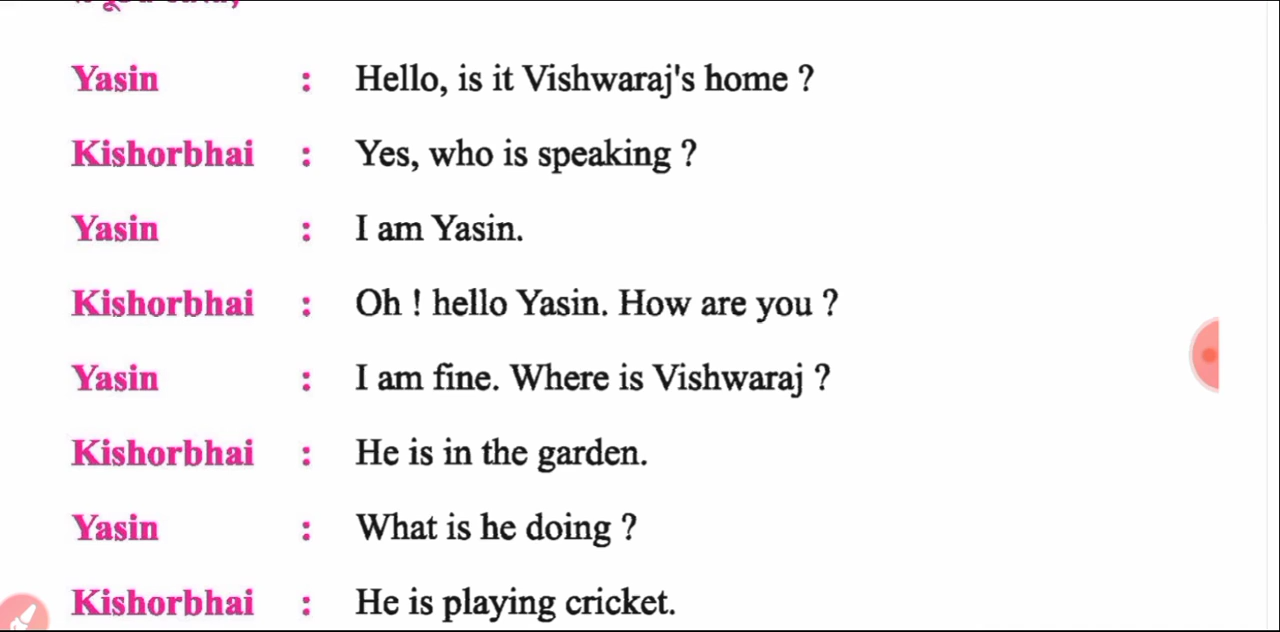 Yasin : Hello, is it Vishwaraj's home ?
Kishorbhai : Yes, who is speaking ?
Yasin : I am Yasin.
Kishorbhai : Oh ! hello Yasin. How are you ?
Yasin : I am fine. Where is Vishwaraj ?
Kishorbhai : He is in the garden.
Yasin : What is he doing ?
Kishorbhai : He is playing cricket.